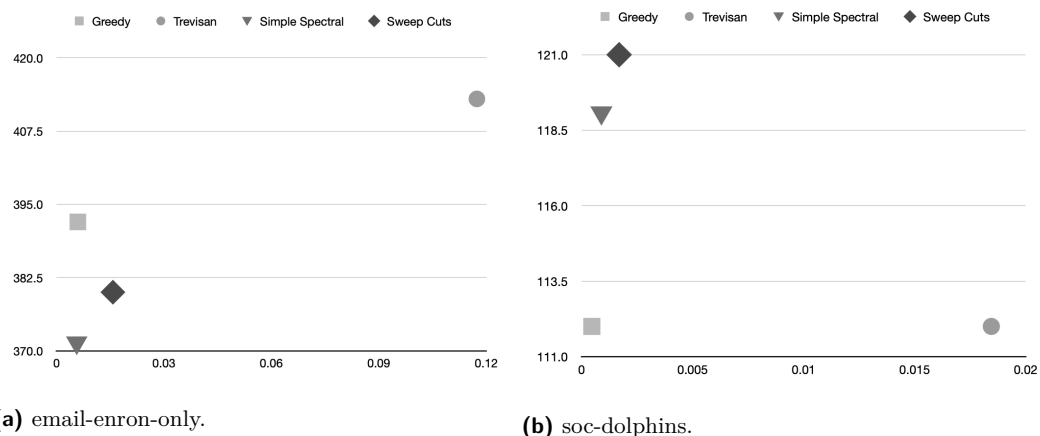 Greedy Trevisan Simple Spectral Sweep Cuts
420.0
407.5
395.0
382.5
370.0
0 0.03 0.06 0.09 0.12
(a) email-enron-only.
Greedy Trevisan Simple Spectral Sweep Cuts
121.0
118.5
116.0
113.5
111.0
0 0.005 0.01 0.015 0.02
(b) soc-dolphins.